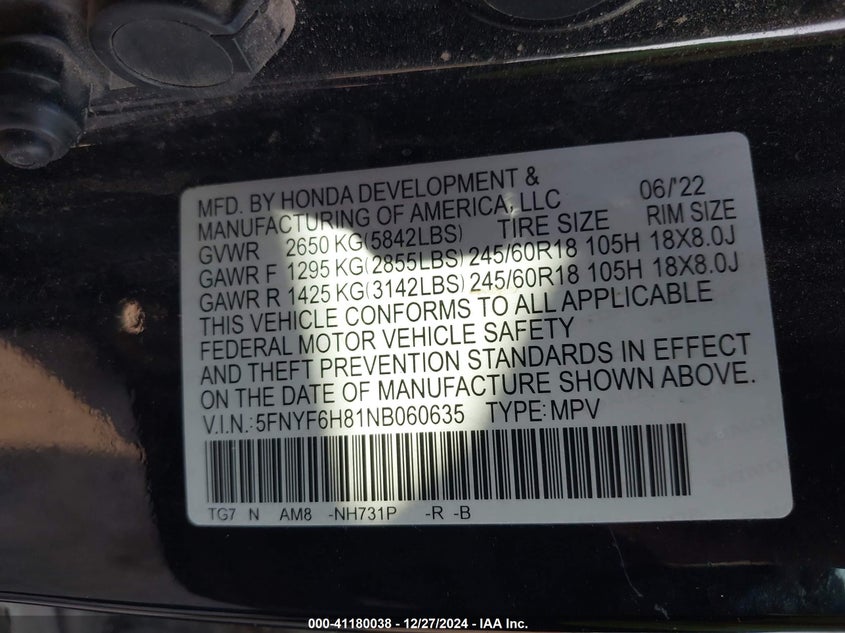 MFD. BY HONDA DEVELOPMENT & 06/'22
MANUFACTURING OF AMERICA, LLC TIRE SIZE RIM SIZE
GVWR 2650 KG(5842LBS)
GAWR F 1295 KG(2855LBS) 245/60R18 105H 18X8.0J
GAWR R 1425 KG(3142LBS) 245/60R18 105H 18X8.0J
THIS VEHICLE CONFORMS TO ALL APPLICABLE
FEDERAL MOTOR VEHICLE SAFETY
AND THEFT PREVENTION STANDARDS IN EFFECT
ON THE DATE OF MANUFACTURE SHOWN ABOVE.
V.I.N.:5FNYF6H81NB060635 TYPE:MPV
TG7 N AM8 -NH731P -R -B
000-41180038 - 12/27/2024 - IAA Inc.